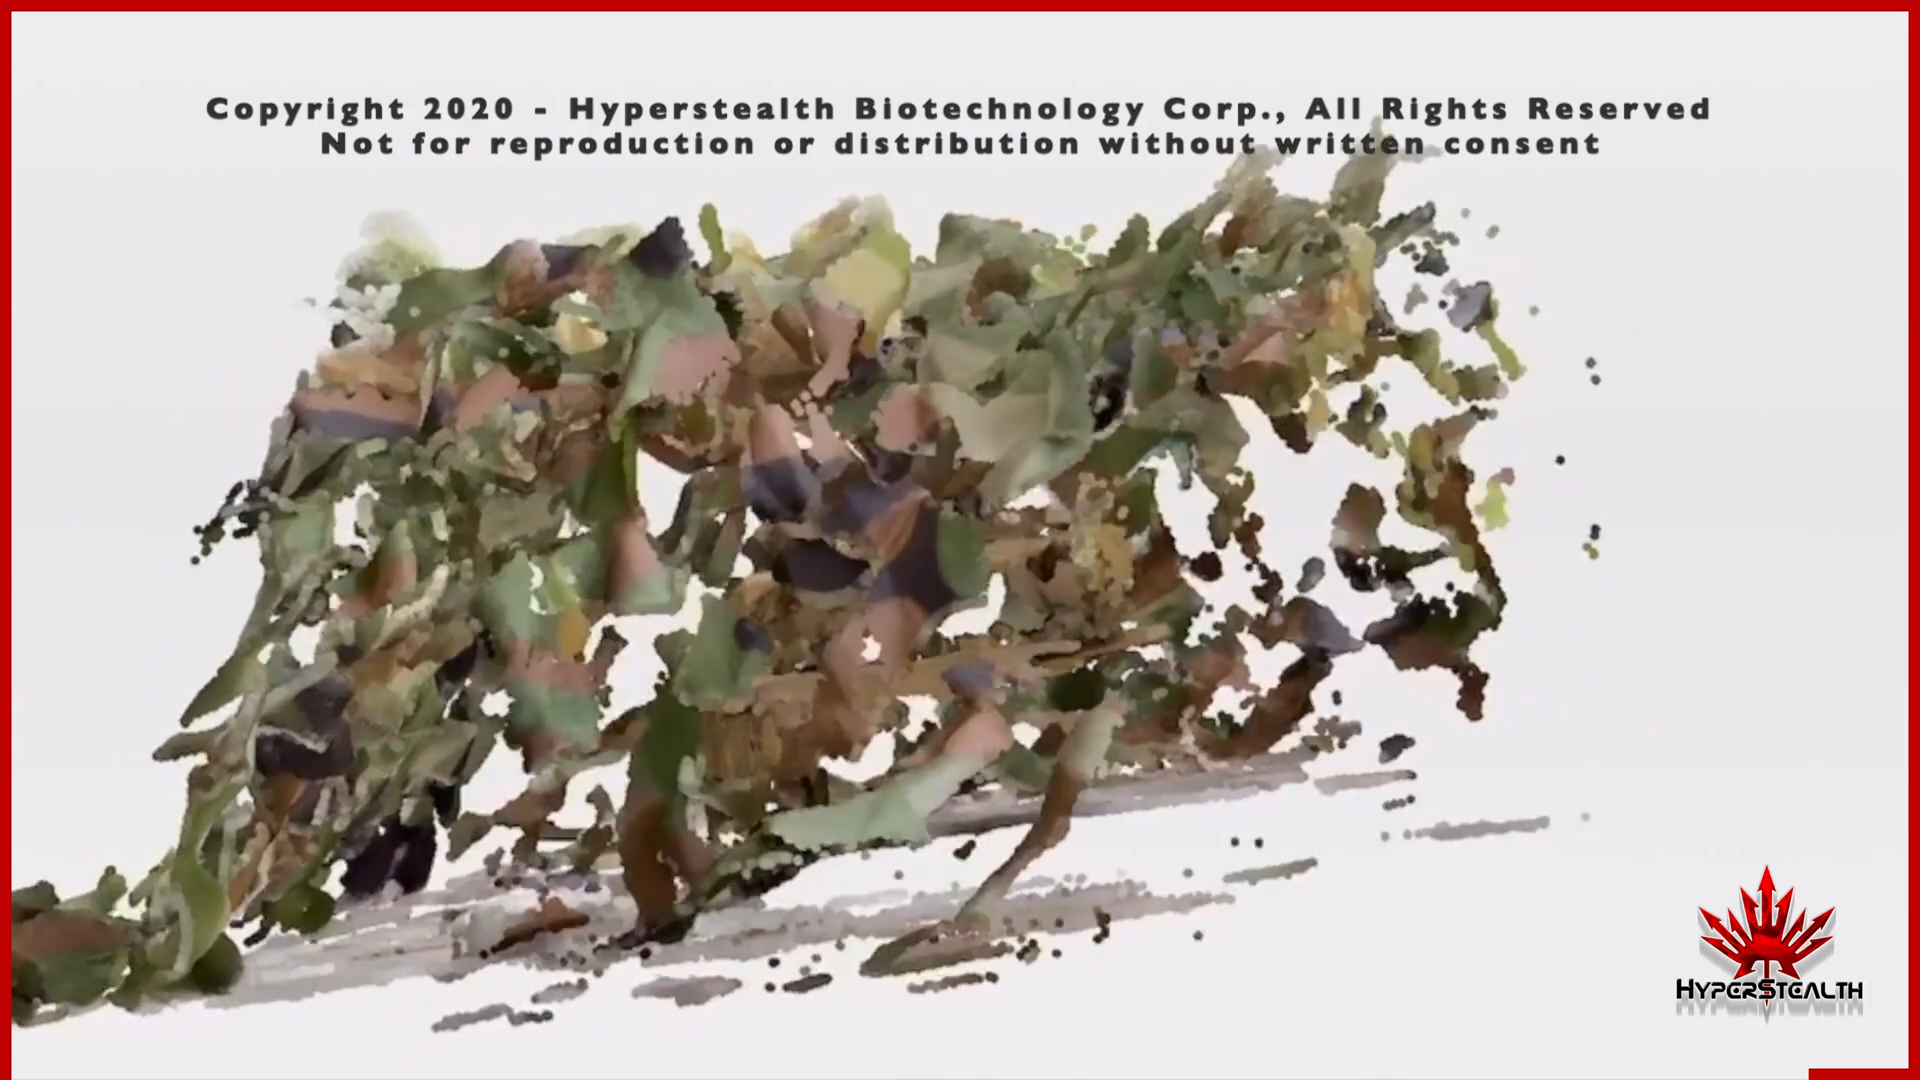 Copyright 2020 - Hyperstealth Biotechnology Corp., All Rights Reserved
Not for reproduction or distribution without written consent
HYPERSTEALTH